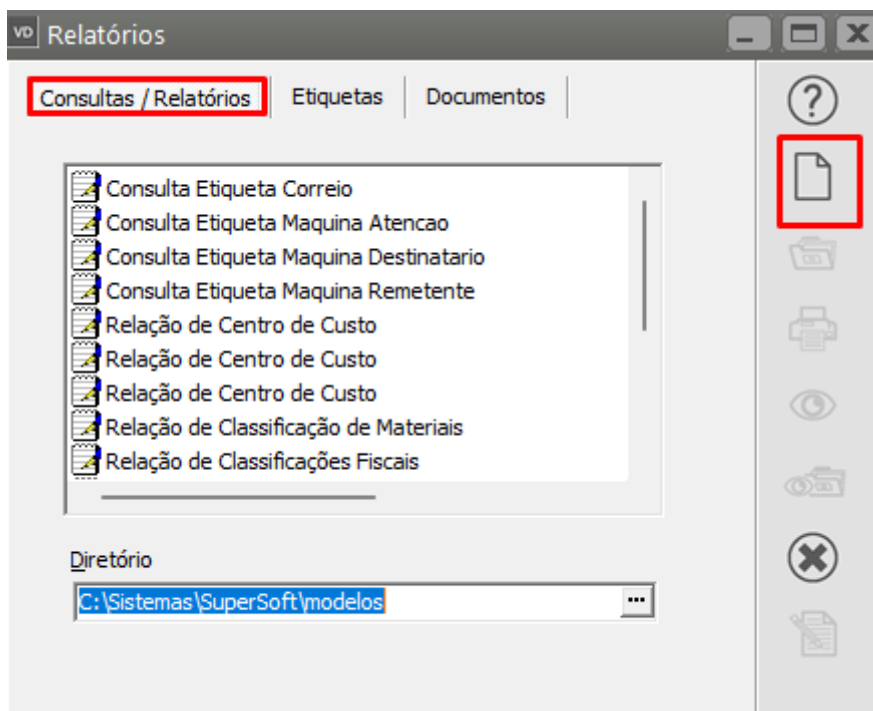 VD Relatórios
Consultas / Relatórios Etiquetas Documentos
Consulta Etiqueta Correio
Consulta Etiqueta Maquina Atencao
Consulta Etiqueta Maquina Destinatario
Consulta Etiqueta Maquina Remetente
Relação de Centro de Custo
Relação de Centro de Custo
Relação de Centro de Custo
Relação de Classificação de Materiais
Relação de Classificações Fiscais
Diretório
C:\Sistemas\SuperSoft\modelos ...